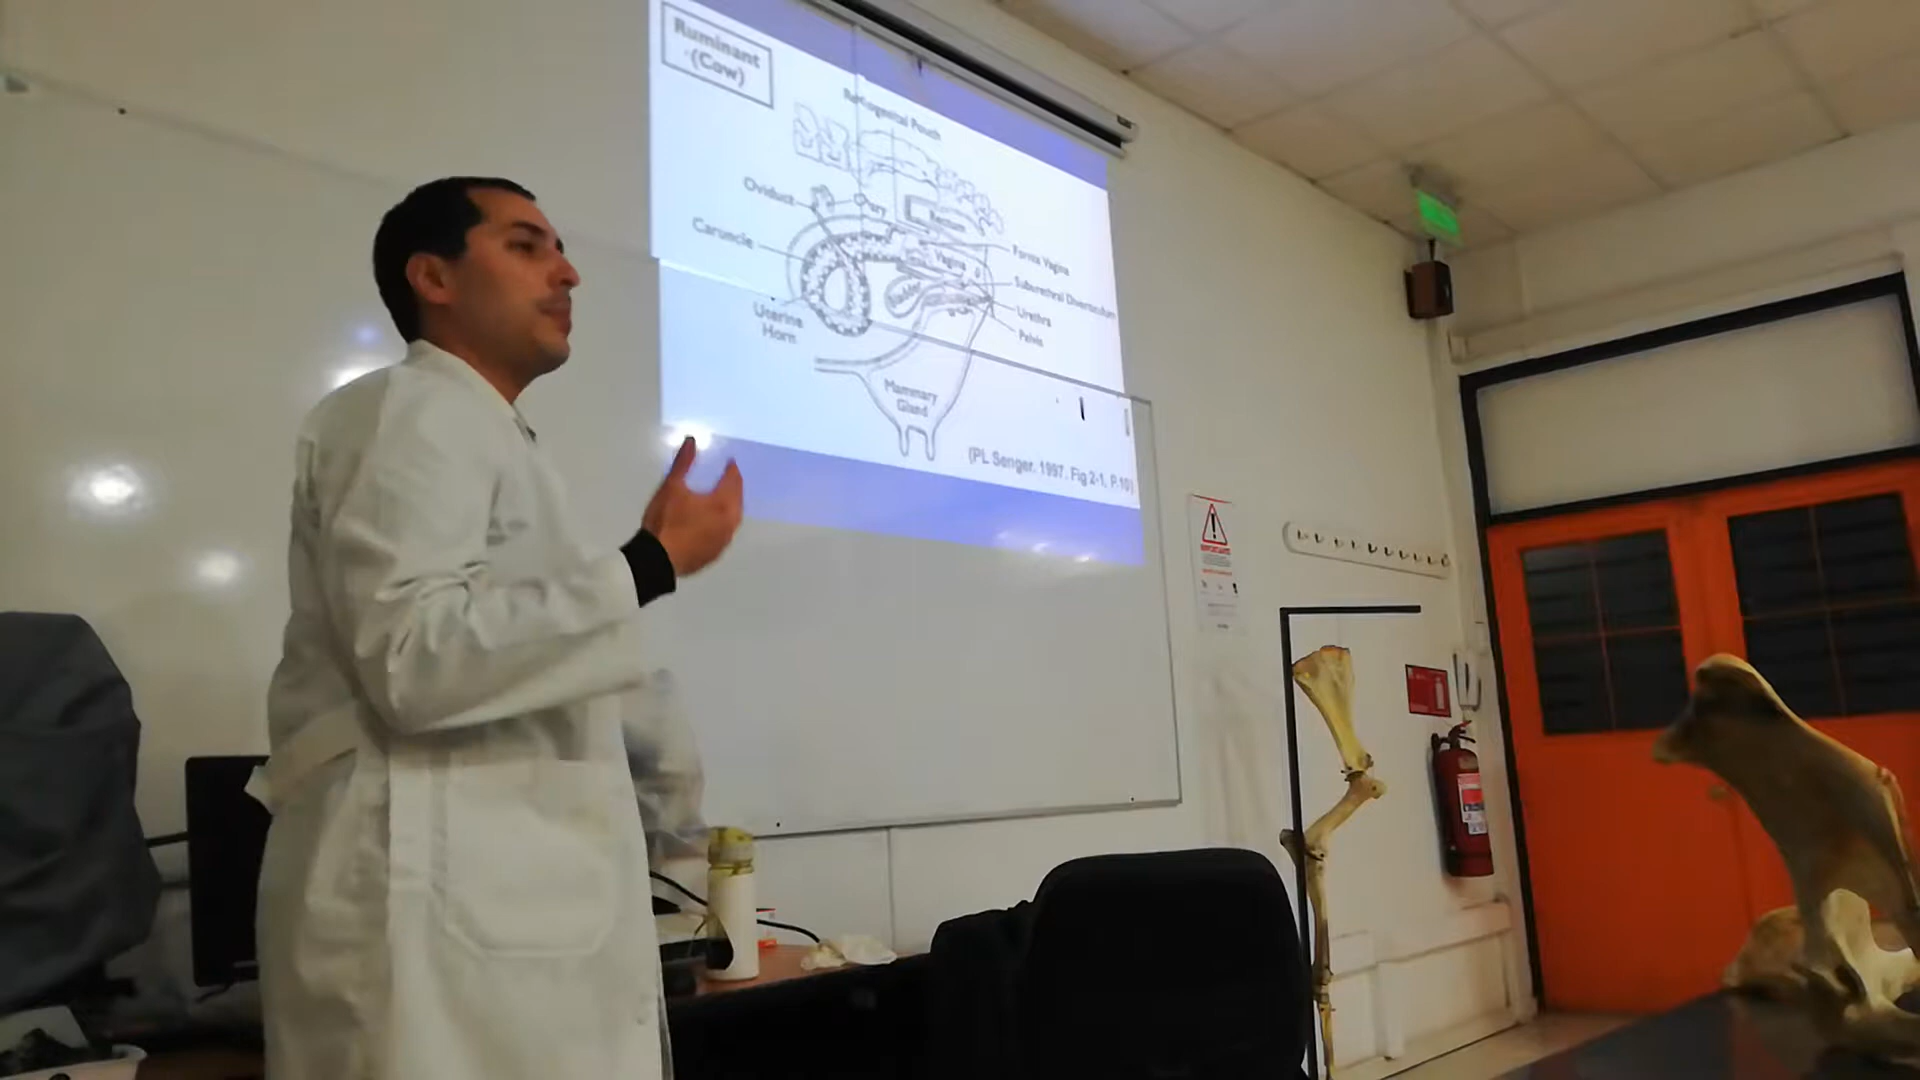 Ruminant
(Cow)
Rectogenital Pouch
Oviduct
Ovary
Rectum
Caruncle
Vagina
Fornix Vagina
Bladder
Suburethral Diverticulum
Urethra
Uterine
Horn
Pelvis
Mammary
Gland
(PL Senger. 1997. Fig 2-1, P.10)